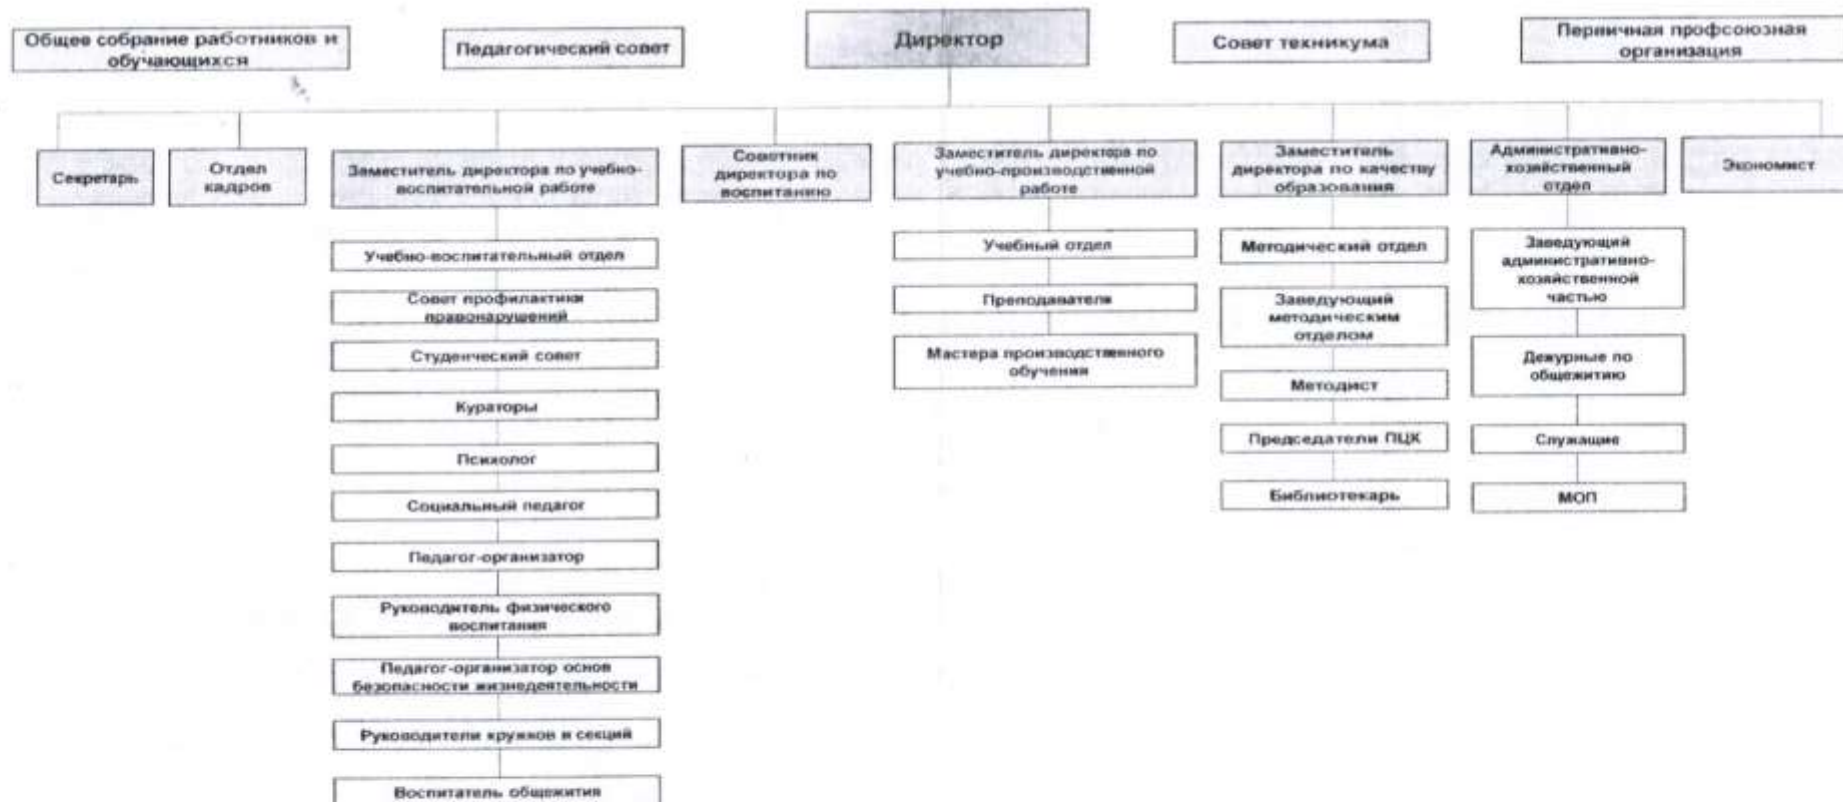 Общее собрание работников и
обучающихся
Педагогический совет
Директор
Совет техникума
Первичная профсоюзная
организация
Секретарь
Отдел
кадров
Заместитель директора по учебно-
воспитательной работе
Советник
директора по
воспитанию
Заместитель директора по
учебно-производственной
работе
Заместитель
директора по качеству
образования
Административно-
хозяйственный
отдел
Экономист
Учебно-воспитательный отдел
Совет профилактики
правонарушений
Студенческий совет
Кураторы
Психолог
Социальный педагог
Педагог-организатор
Руководитель физического
воспитания
Педагог-организатор основ
безопасности жизнедеятельности
Руководители кружков и секций
Воспитатель общежития
Учебный отдел
Преподаватели
Мастера производственного
обучения
Методический отдел
Заведующий
методическим
отделом
Методист
Председатели ПЦК
Библиотекарь
Заведующий
административно-
хозяйственной
частью
Дежурные по
общежитию
Служащие
МОП